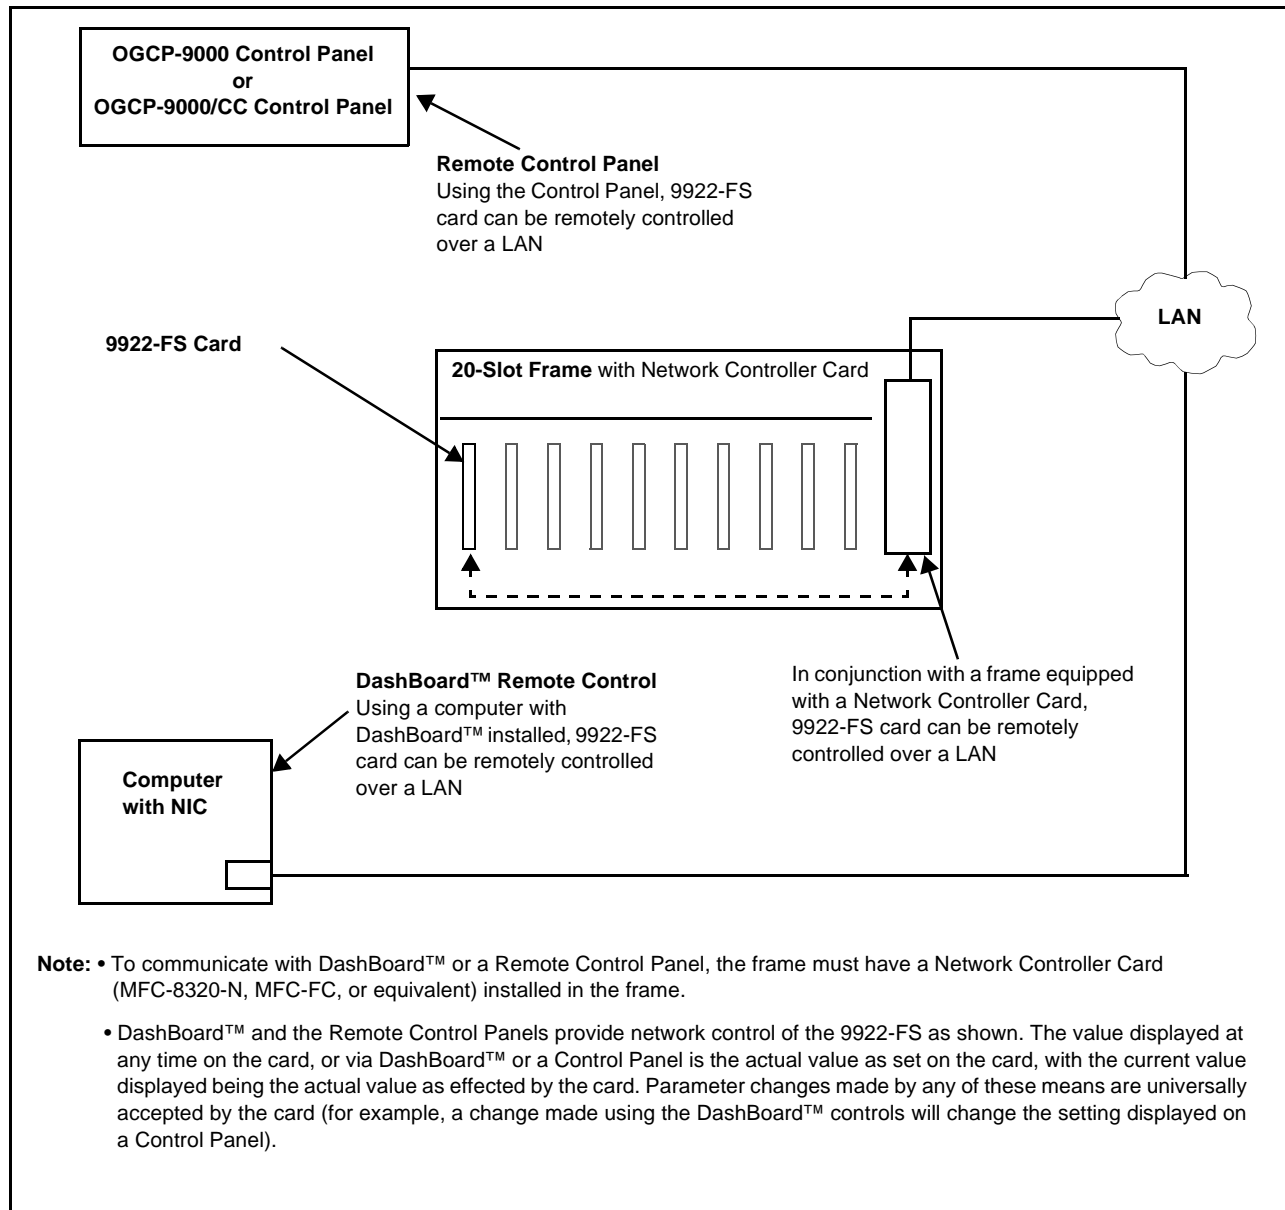 OGCP-9000 Control Panel
or
OGCP-9000/CC Control Panel
Remote Control Panel
Using the Control Panel, 9922-FS
card can be remotely controlled
over a LAN
LAN
9922-FS Card
20-Slot Frame with Network Controller Card
DashBoard™ Remote Control
Using a computer with
DashBoard™ installed, 9922-FS
card can be remotely controlled
over a LAN
In conjunction with a frame equipped
with a Network Controller Card,
9922-FS card can be remotely
controlled over a LAN
Computer
with NIC
Note: • To communicate with DashBoard™ or a Remote Control Panel, the frame must have a Network Controller Card
(MFC-8320-N, MFC-FC, or equivalent) installed in the frame.
• DashBoard™ and the Remote Control Panels provide network control of the 9922-FS as shown. The value displayed at
any time on the card, or via DashBoard™ or a Control Panel is the actual value as set on the card, with the current value
displayed being the actual value as effected by the card. Parameter changes made by any of these means are universally
accepted by the card (for example, a change made using the DashBoard™ controls will change the setting displayed on
a Control Panel).